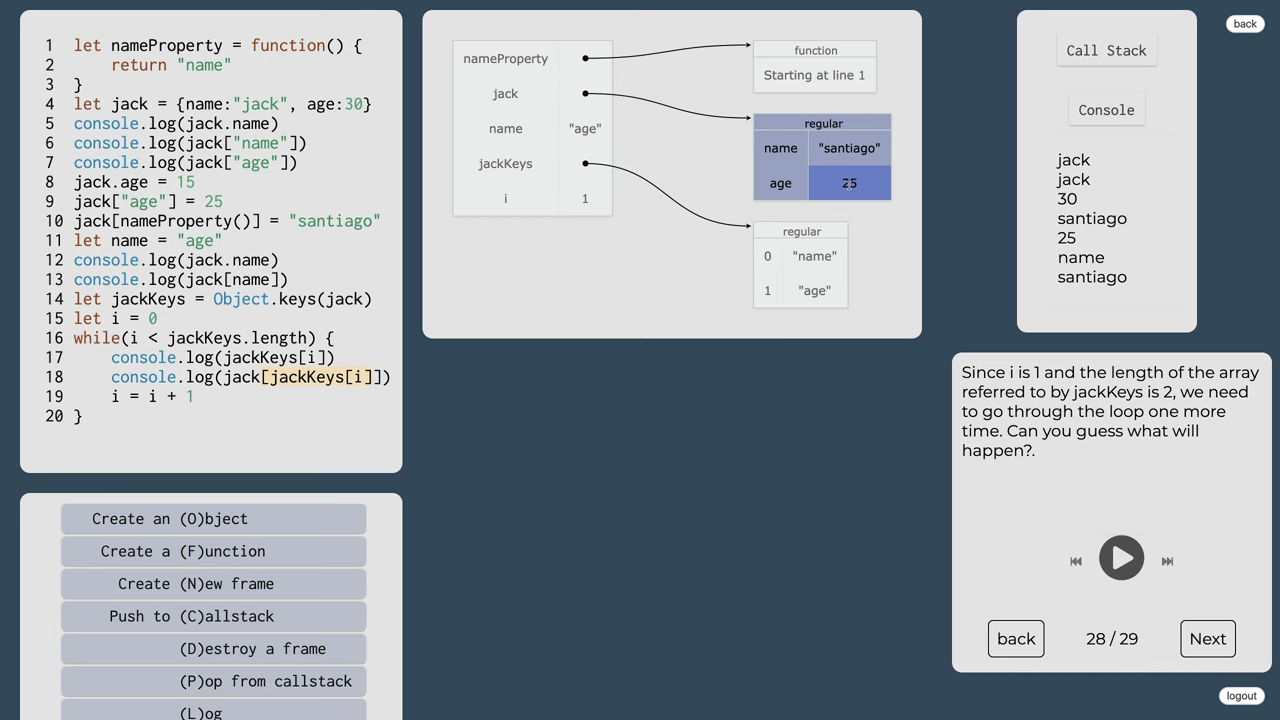 back
1 let nameProperty = function() {
2 return "name"
3 }
4 let jack = {name:"jack", age:30}
5 console.log(jack.name)
6 console.log(jack["name"])
7 console.log(jack["age"])
8 jack.age = 15
9 jack["age"] = 25
10 jack[nameProperty()] = "santiago"
11 let name = "age"
12 console.log(jack.name)
13 console.log(jack[name])
14 let jackKeys = Object.keys(jack)
15 let i = 0
16 while(i < jackKeys.length) {
17 console.log(jackKeys[i])
18 console.log(jack[jackKeys[i]])
19 i = i + 1
20 }
Create an (O)bject
Create a (F)unction
Create (N)ew frame
Push to (C)allstack
(D)estroy a frame
(P)op from callstack
(L)og
nameProperty
jack
name "age"
jackKeys
i 1
function
Starting at line 1
regular
name "santiago"
age 25
regular
0 "name"
1 "age"
Call Stack
Console
jack
jack
30
santiago
25
name
santiago
Since i is 1 and the length of the array
referred to by jackKeys is 2, we need
to go through the loop one more
time. Can you guess what will
happen?.
back 28 / 29 Next
logout